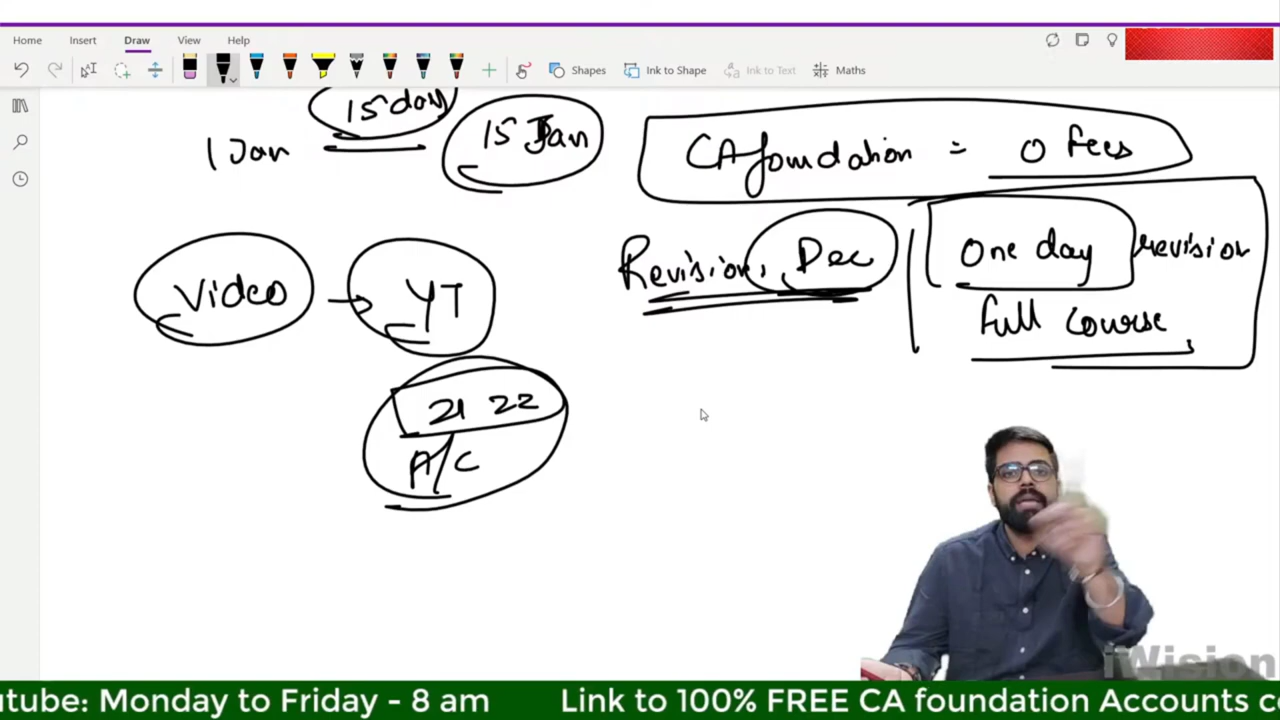 Home Insert Draw View Help
Shapes Ink to Shape Ink to Text Maths
15 day
1 Jan
15 Jan
CA foundation = 0 fees
Video → YT
Revision, Dec
One day revision
full course
21 22
A/C
iWision
utube: Monday to Friday - 8 am Link to 100% FREE CA foundation Accounts c